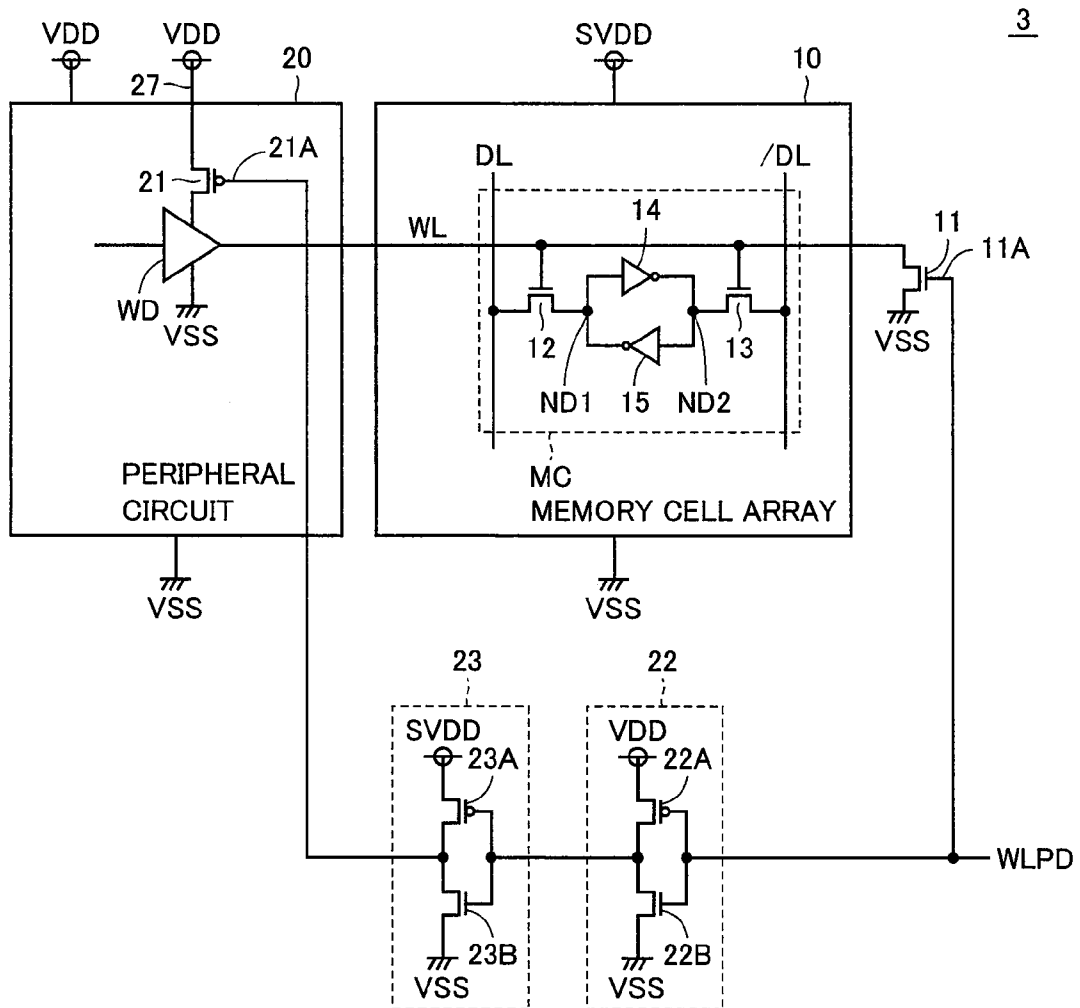 3
VDD
VDD
SVDD
27
20
10
21A
21
DL
/DL
14
WL
11
11A
WD
VSS
12
13
VSS
ND1
15
ND2
PERIPHERAL
CIRCUIT
MC
MEMORY CELL ARRAY
VSS
VSS
23
22
SVDD
23A
VDD
22A
WLPD
23B
22B
VSS
VSS